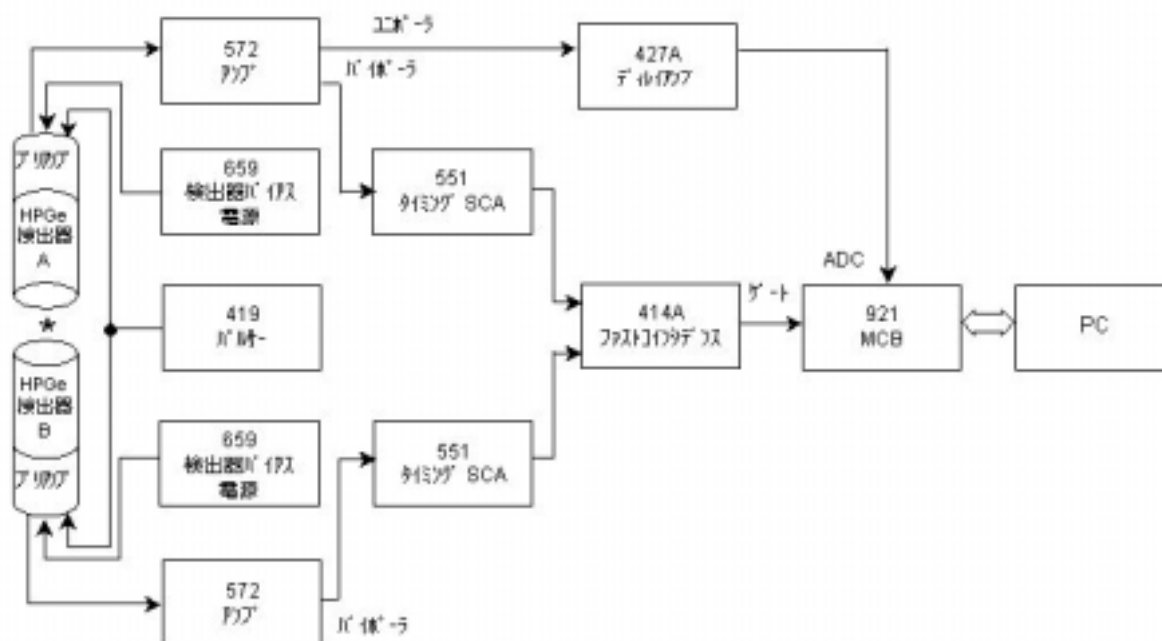 572
アンプ
ユニポーラ
バイポーラ
427A
ディレイアンプ
プリアンプ
HPGe
検出器
A
659
検出器バイアス
電源
551
タイミング SCA
ADC
419
パルサー
414A
ファストコインシデンス
ゲート
921
MCB
PC
HPGe
検出器
B
プリアンプ
659
検出器バイアス
電源
551
タイミング SCA
572
アンプ
バイポーラ